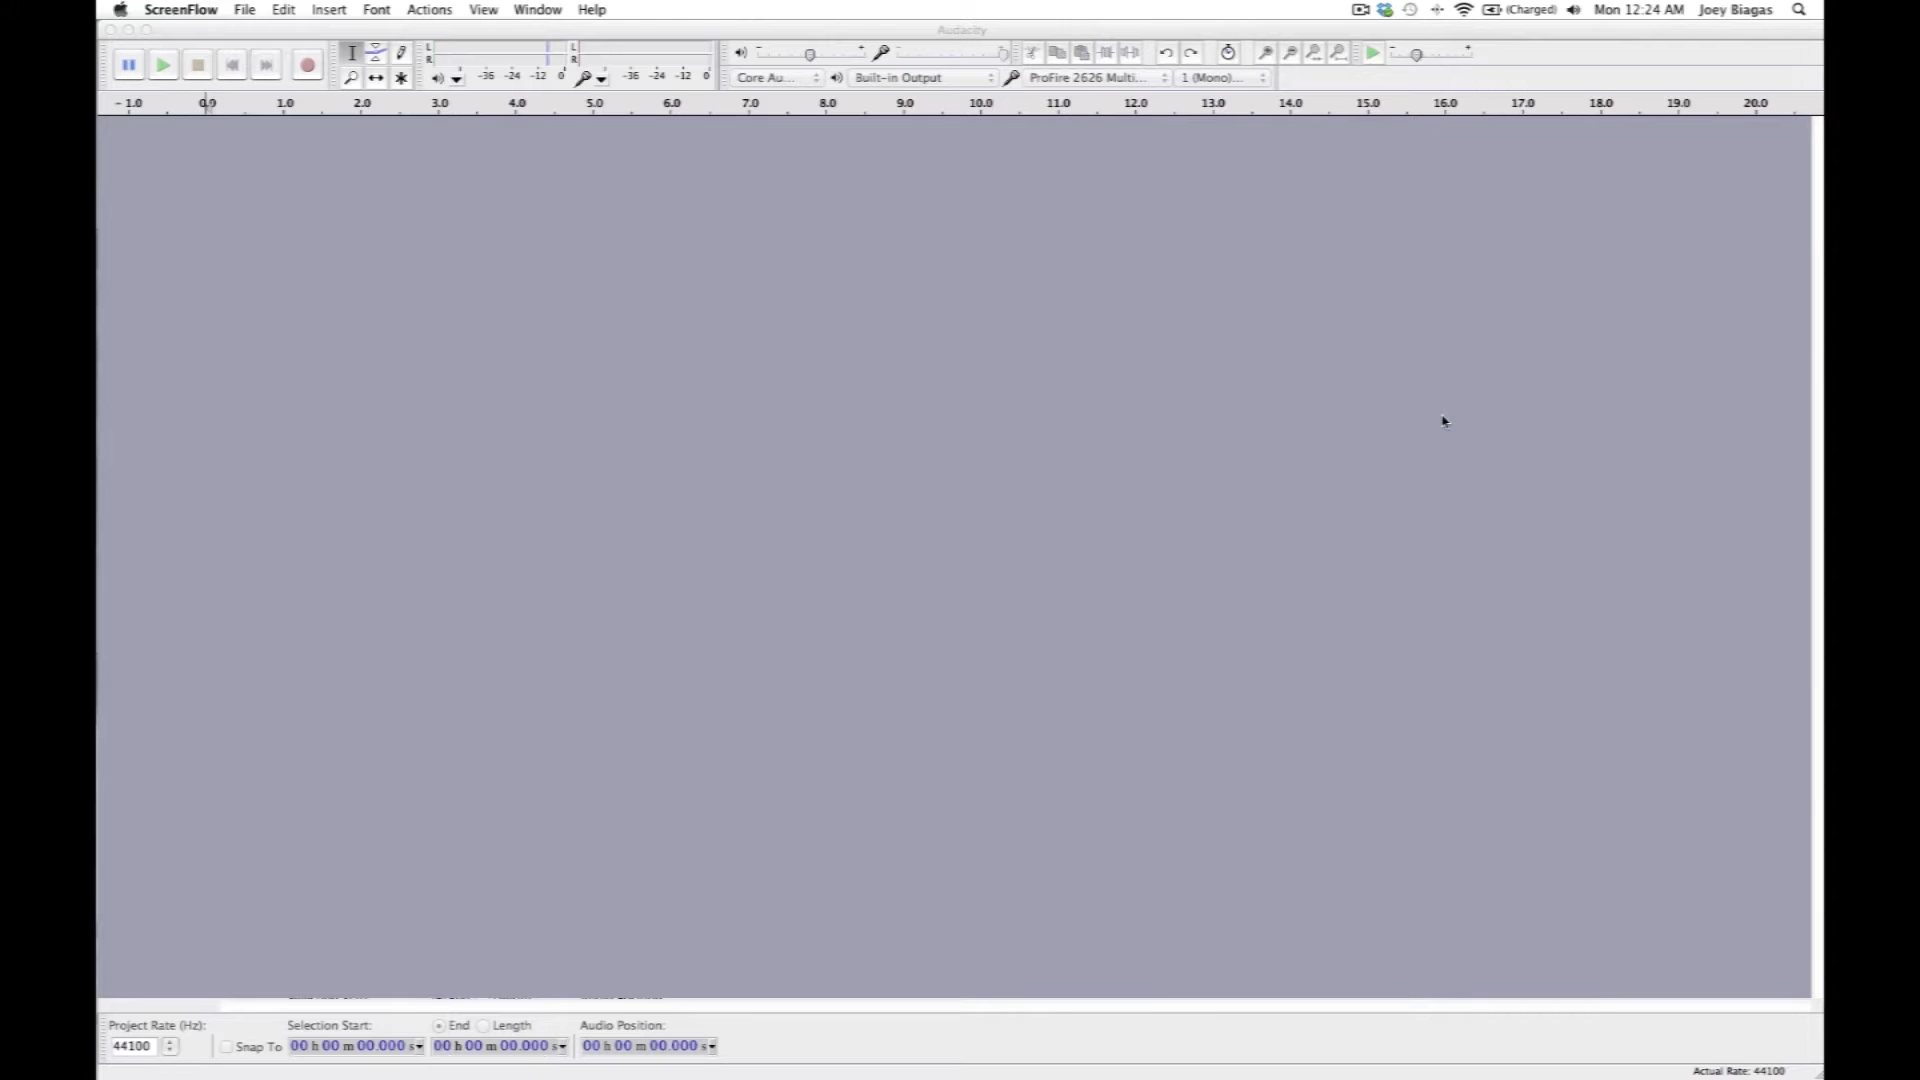 ScreenFlow File Edit Insert Font Actions View Window Help (Charged) Mon 12:24 AM Joey Biagas
Audacity
L R -36 -24 -12 0 L R -36 -24 -12 0
Core Au... Built-in Output ProFire 2626 Multi... 1 (Mono)...
-1.0 0.0 1.0 2.0 3.0 4.0 5.0 6.0 7.0 8.0 9.0 10.0 11.0 12.0 13.0 14.0 15.0 16.0 17.0 18.0 19.0 20.0
Project Rate (Hz): Selection Start: End Length Audio Position:
44100 Snap To 00 h 00 m 00.000 s 00 h 00 m 00.000 s 00 h 00 m 00.000 s
Actual Rate: 44100